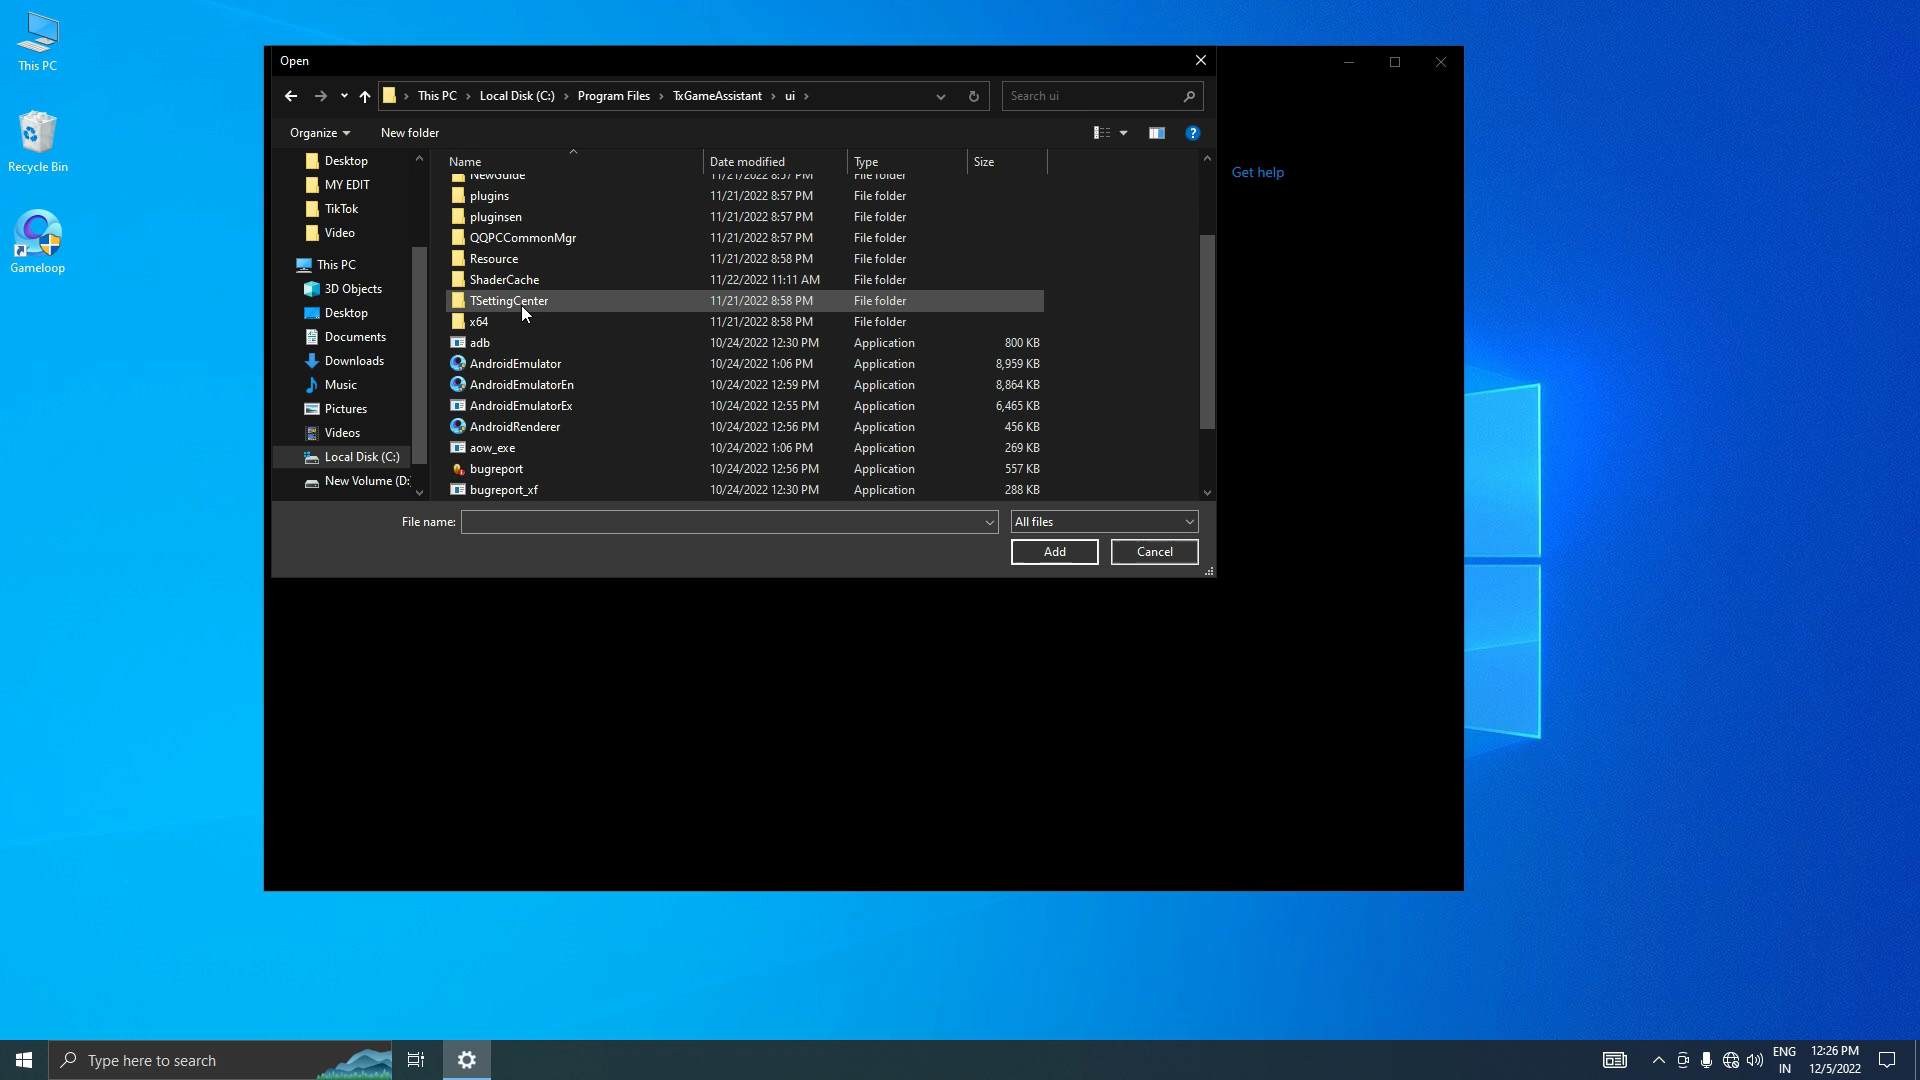 This PC
Recycle Bin
Gameloop
Open
This PC › Local Disk (C:) › Program Files › TxGameAssistant › ui ›
Search ui
Organize
New folder
Get help
Desktop
MY EDIT
TikTok
Video
This PC
3D Objects
Desktop
Documents
Downloads
Music
Pictures
Videos
Local Disk (C:)
New Volume (D:
Name Date modified Type Size
NewGuide 11/21/2022 8:57 PM File folder
plugins 11/21/2022 8:57 PM File folder
pluginsen 11/21/2022 8:57 PM File folder
QQPCCommonMgr 11/21/2022 8:57 PM File folder
Resource 11/21/2022 8:58 PM File folder
ShaderCache 11/22/2022 11:11 AM File folder
TSettingCenter 11/21/2022 8:58 PM File folder
x64 11/21/2022 8:58 PM File folder
adb 10/24/2022 12:30 PM Application 800 KB
AndroidEmulator 10/24/2022 1:06 PM Application 8,959 KB
AndroidEmulatorEn 10/24/2022 12:59 PM Application 8,864 KB
AndroidEmulatorEx 10/24/2022 12:55 PM Application 6,465 KB
AndroidRenderer 10/24/2022 12:56 PM Application 456 KB
aow_exe 10/24/2022 1:06 PM Application 269 KB
bugreport 10/24/2022 12:56 PM Application 557 KB
bugreport_xf 10/24/2022 12:30 PM Application 288 KB
File name:
All files
Add
Cancel
Type here to search
ENG
IN
12:26 PM
12/5/2022